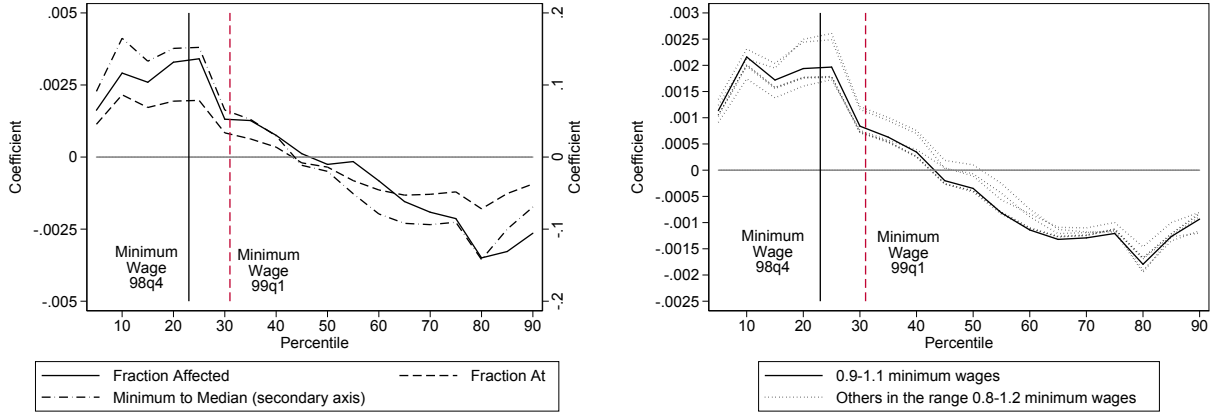 .005
.0025
0
-.0025
-.005
Coefficient
.2
.1
0
-.1
-.2
Coefficient
Minimum
Wage
98q4
Minimum
Wage
99q1
10 20 30 40 50 60 70 80 90
Percentile
Fraction Affected
Fraction At
Minimum to Median (secondary axis)
.003
.0025
.002
.0015
.001
.0005
0
-.0005
-.001
-.0015
-.002
-.0025
Coefficient
Minimum
Wage
98q4
Minimum
Wage
99q1
10 20 30 40 50 60 70 80 90
Percentile
0.9-1.1 minimum wages
Others in the range 0.8-1.2 minimum wages